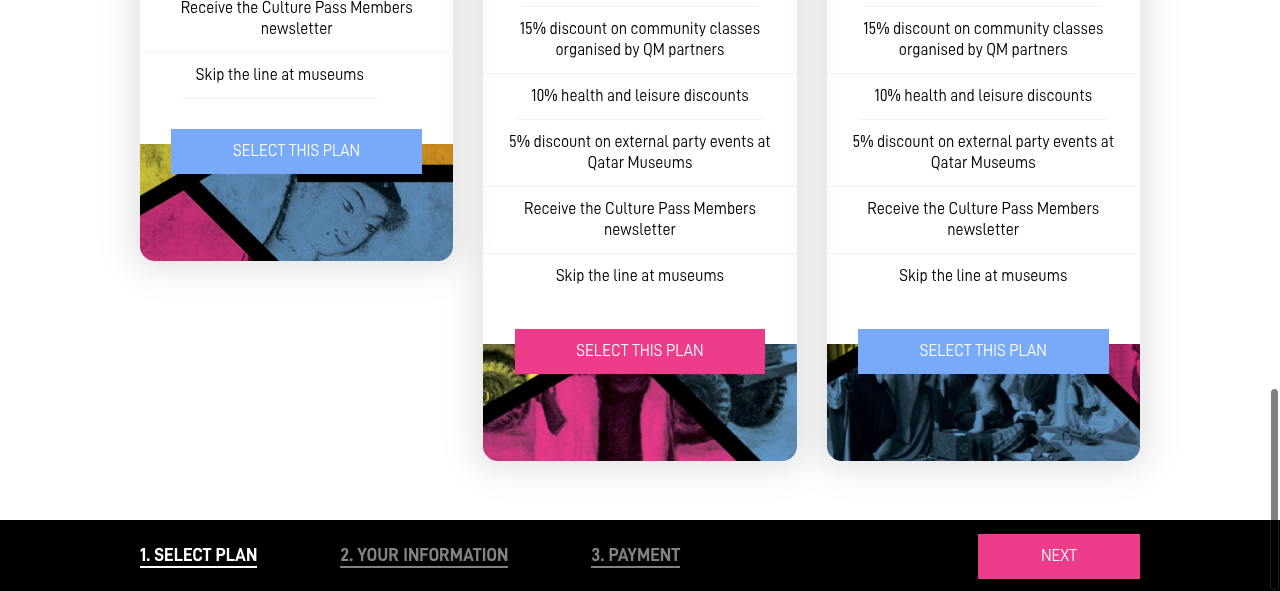 Receive the Culture Pass Members
newsletter
Skip the line at museums
SELECT THIS PLAN
15% discount on community classes
organised by QM partners
10% health and leisure discounts
5% discount on external party events at
Qatar Museums
Receive the Culture Pass Members
newsletter
Skip the line at museums
SELECT THIS PLAN
15% discount on community classes
organised by QM partners
10% health and leisure discounts
5% discount on external party events at
Qatar Museums
Receive the Culture Pass Members
newsletter
Skip the line at museums
SELECT THIS PLAN
1. SELECT PLAN
2. YOUR INFORMATION
3. PAYMENT
NEXT